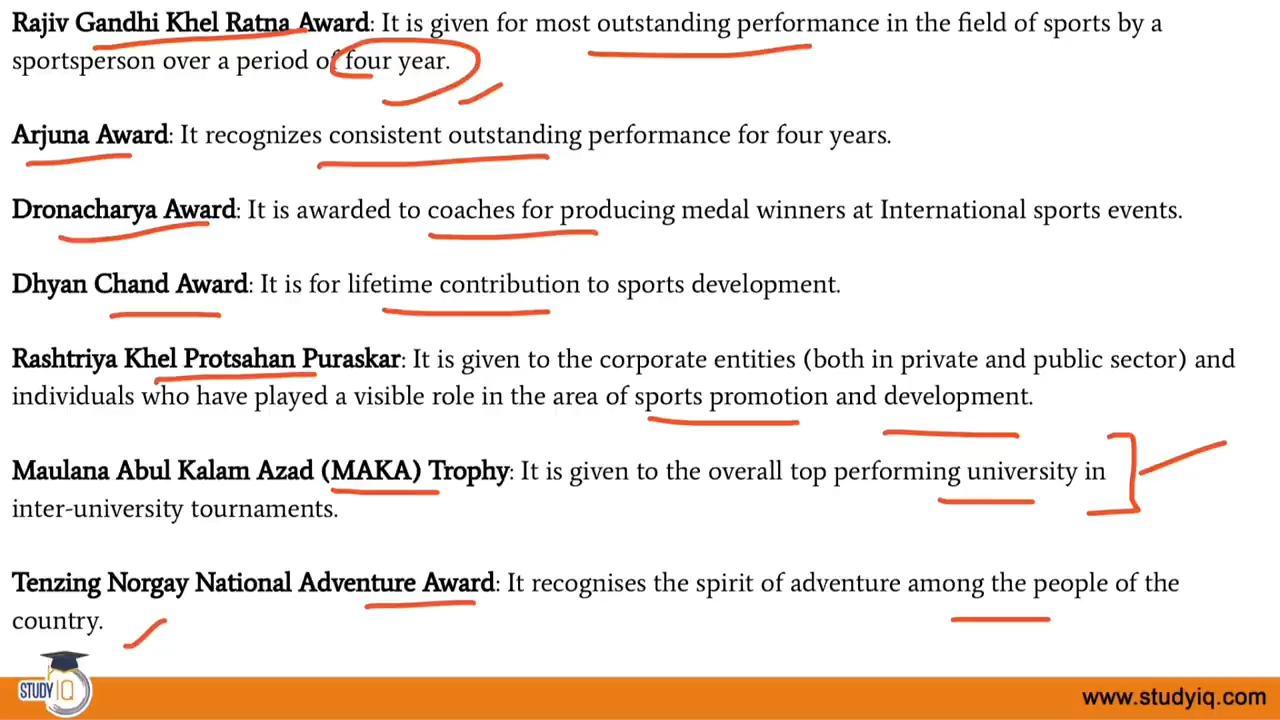 Rajiv Gandhi Khel Ratna Award: It is given for most outstanding performance in the field of sports by a
sportsperson over a period of four year.
Arjuna Award: It recognizes consistent outstanding performance for four years.
Dronacharya Award: It is awarded to coaches for producing medal winners at International sports events.
Dhyan Chand Award: It is for lifetime contribution to sports development.
Rashtriya Khel Protsahan Puraskar: It is given to the corporate entities (both in private and public sector) and
individuals who have played a visible role in the area of sports promotion and development.
Maulana Abul Kalam Azad (MAKA) Trophy: It is given to the overall top performing university in
inter-university tournaments.
Tenzing Norgay National Adventure Award: It recognises the spirit of adventure among the people of the
country.
STUDY IQ
www.studyiq.com